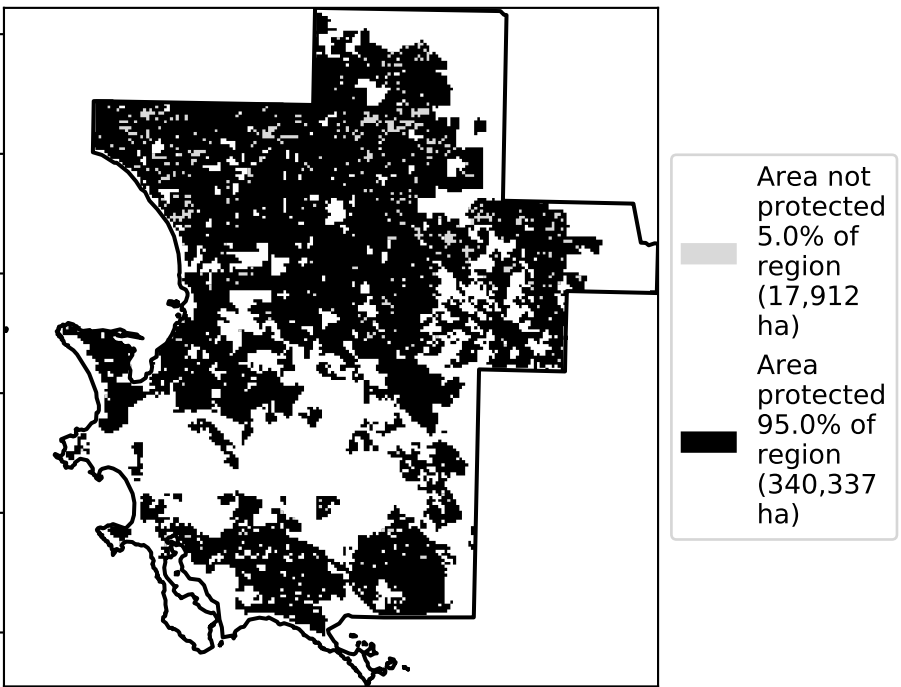 Area not
protected
5.0% of
region
(17,912
ha)
Area
protected
95.0% of
region
(340,337
ha)